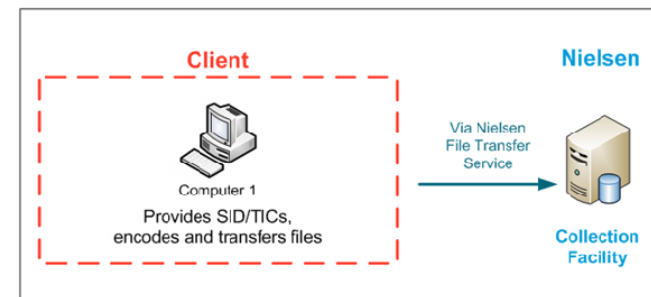 Client
Nielsen
Via Nielsen
File Transfer
Service
Computer 1
Provides SID/TICs,
encodes and transfers files
Collection
Facility